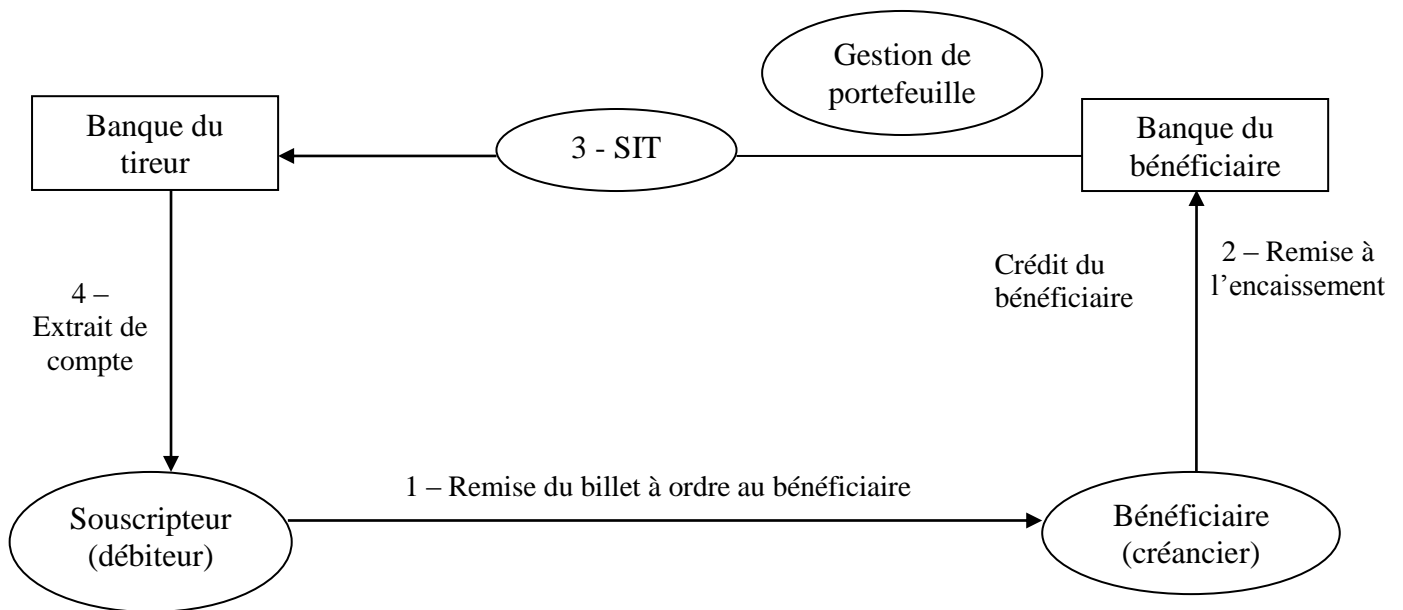 Gestion de
portefeuille
Banque du
tireur
3 - SIT
Banque du
bénéficiaire
4 –
Extrait de
compte
Crédit du
bénéficiaire
2 – Remise à
l’encaissement
1 – Remise du billet à ordre au bénéficiaire
Souscripteur
(débiteur)
Bénéficiaire
(créancier)